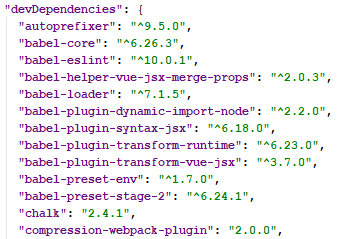 "devDependencies": {
"autoprefixer": "^9.5.0",
"babel-core": "^6.26.3",
"babel-eslint": "^10.0.1",
"babel-helper-vue-jsx-merge-props": "^2.0.3",
"babel-loader": "^7.1.5",
"babel-plugin-dynamic-import-node": "^2.2.0",
"babel-plugin-syntax-jsx": "^6.18.0",
"babel-plugin-transform-runtime": "^6.23.0",
"babel-plugin-transform-vue-jsx": "^3.7.0",
"babel-preset-env": "^1.7.0",
"babel-preset-stage-2": "^6.24.1",
"chalk": "2.4.1",
"compression-webpack-plugin": "2.0.0",